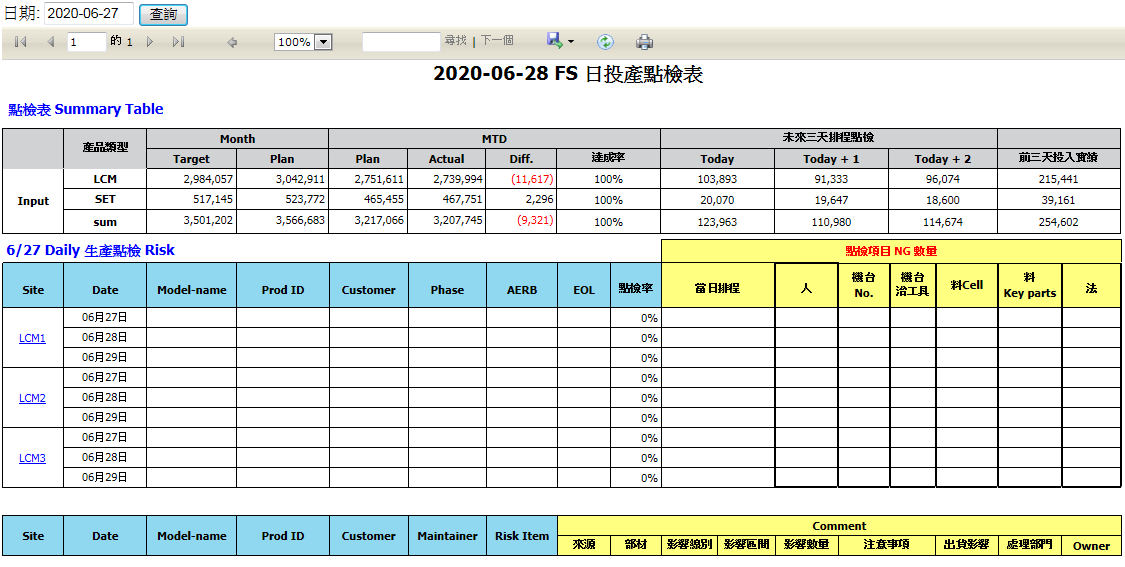 日期: 2020-06-27 查詢
1 的 1 100% 尋找 | 下一個
2020-06-28 FS 日投產點檢表
點檢表 Summary Table
產品類型 Month MTD 未來三天排程點檢
Target Plan Plan Actual Diff. 達成率 Today Today + 1 Today + 2 前三天投入實績
Input
LCM 2,984,057 3,042,911 2,751,611 2,739,994 (11,617) 100% 103,893 91,333 96,074 215,441
SET 517,145 523,772 465,455 467,751 2,296 100% 20,070 19,647 18,600 39,161
sum 3,501,202 3,566,683 3,217,066 3,207,745 (9,321) 100% 123,963 110,980 114,674 254,602
6/27 Daily 生產點檢 Risk 點檢項目 NG 數量
Site Date Model-name Prod ID Customer Phase AERB EOL 點檢率 當日排程 人 機台 No. 機台 治工具 料Cell 料 Key parts 法
LCM1
06月27日 0%
06月28日 0%
06月29日 0%
LCM2
06月27日 0%
06月28日 0%
06月29日 0%
LCM3
06月27日 0%
06月28日 0%
06月29日 0%
Site Date Model-name Prod ID Customer Maintainer Risk Item Comment
來源 部材 影響線別 影響區間 影響數量 注意事項 出貨影響 處理部門 Owner